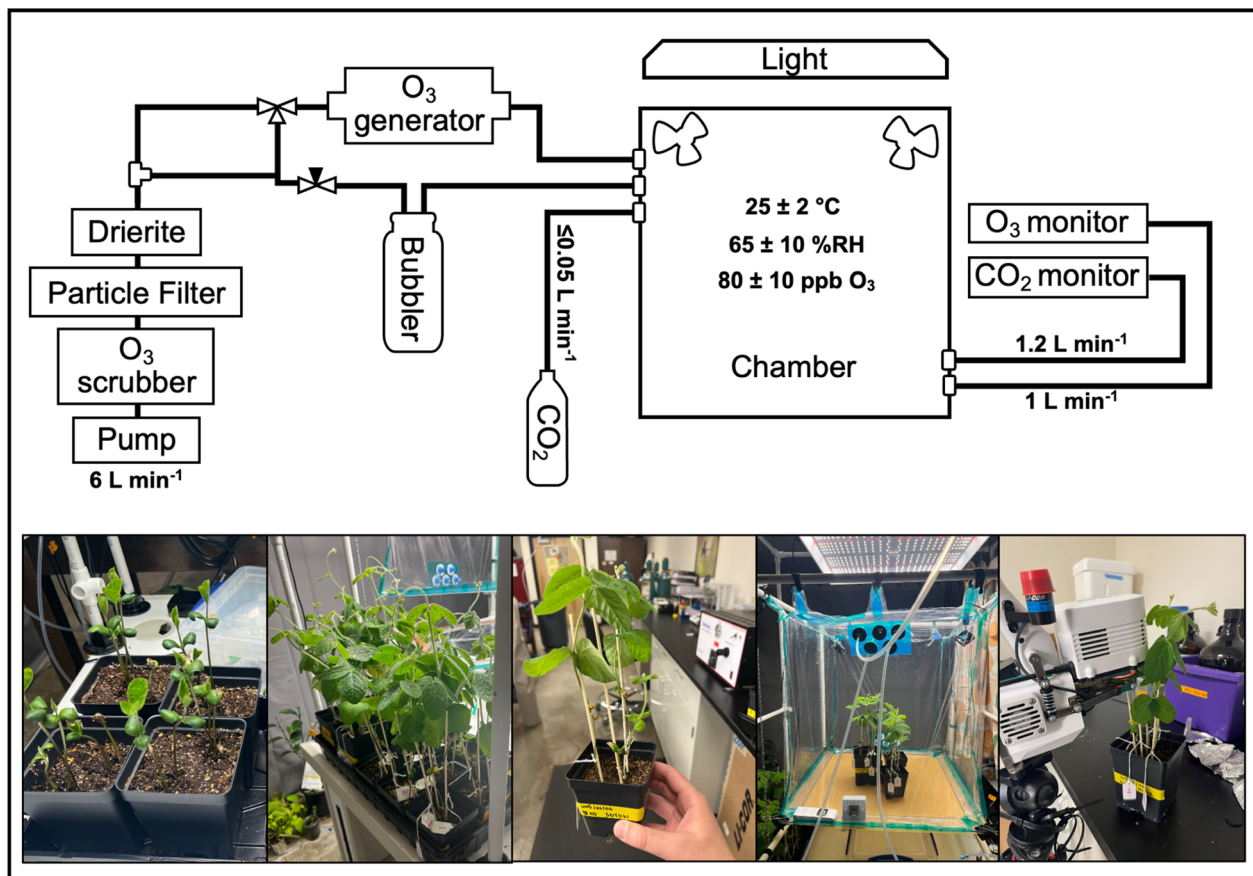 Light
O₃
generator
Drierite
Particle Filter
O₃
scrubber
Pump
6 L min⁻¹
Bubbler
≤0.05 L min⁻¹
CO₂
25 ± 2 °C
65 ± 10 %RH
80 ± 10 ppb O₃
Chamber
O₃ monitor
CO₂ monitor
1.2 L min⁻¹
1 L min⁻¹
LI-COR